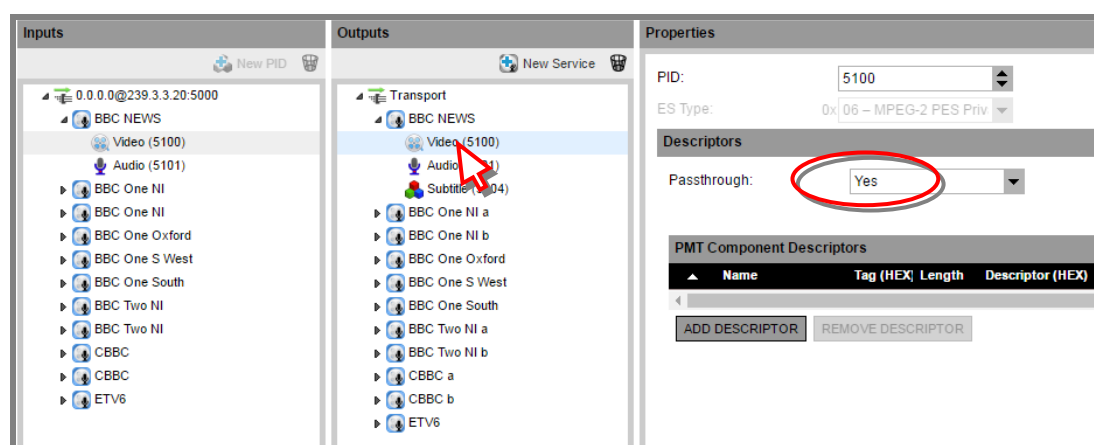 Inputs
New PID
0.0.0.0@239.3.3.20:5000
BBC NEWS
Video (5100)
Audio (5101)
BBC One NI
BBC One NI
BBC One Oxford
BBC One S West
BBC One South
BBC Two NI
BBC Two NI
CBBC
CBBC
ETV6
Outputs
New Service
Transport
BBC NEWS
Video (5100)
Audio
Subtitle
BBC One NI a
BBC One NI b
BBC One Oxford
BBC One S West
BBC One South
BBC Two NI a
BBC Two NI b
CBBC a
CBBC b
ETV6
Properties
PID: 5100
ES Type: 0x 06 – MPEG-2 PES Priv
Descriptors
Passthrough: Yes
PMT Component Descriptors
Name Tag (HEX) Length Descriptor (HEX)
ADD DESCRIPTOR REMOVE DESCRIPTOR